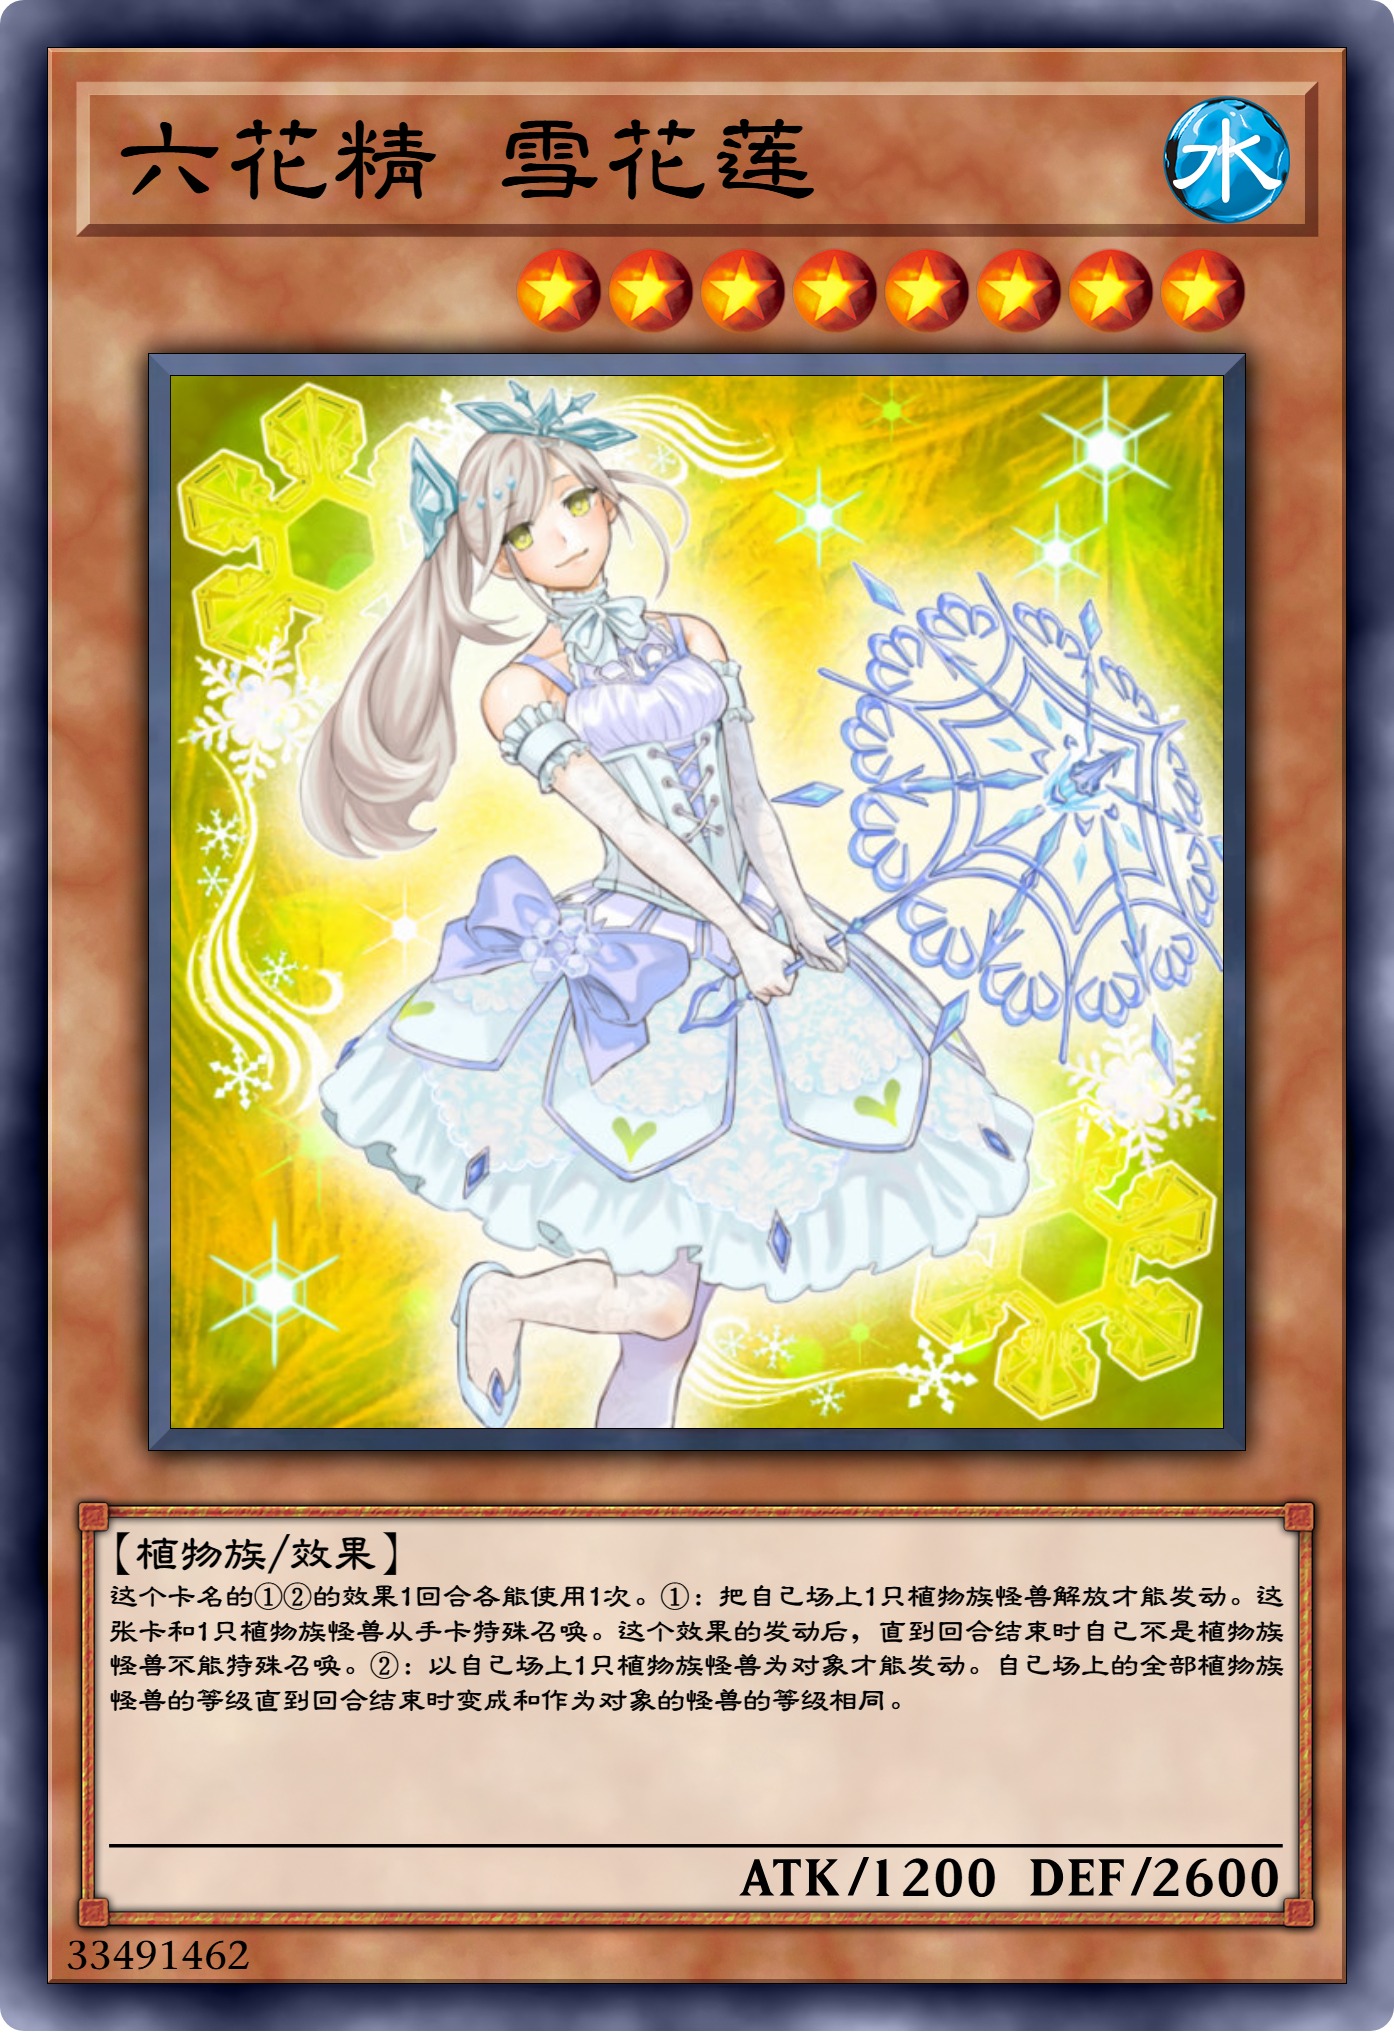 六花精 雪花莲
水
【植物族/效果】
这个卡名的①②的效果1回合各能使用1次。①：把自己场上1只植物族怪兽解放才能发动。这
张卡和1只植物族怪兽从手卡特殊召唤。这个效果的发动后，直到回合结束时自己不是植物族
怪兽不能特殊召唤。②：以自己场上1只植物族怪兽为对象才能发动。自己场上的全部植物族
怪兽的等级直到回合结束时变成和作为对象的怪兽的等级相同。
ATK/1200 DEF/2600
33491462